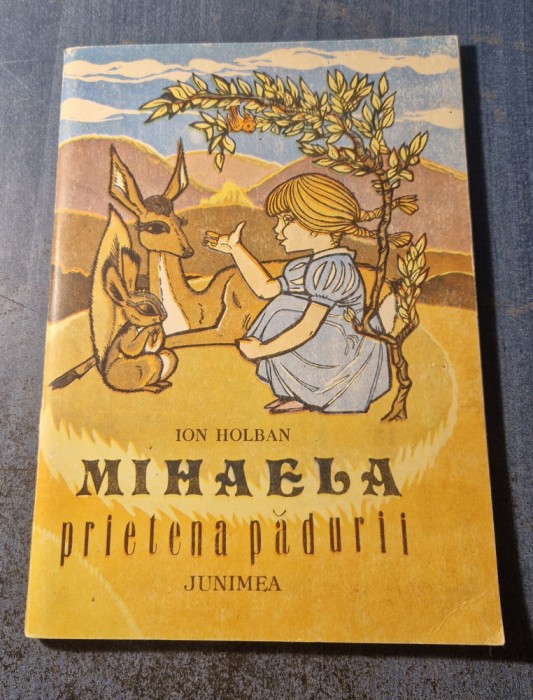 ION HOLBAN
MIHAELA
prietena pădurii
JUNIMEA